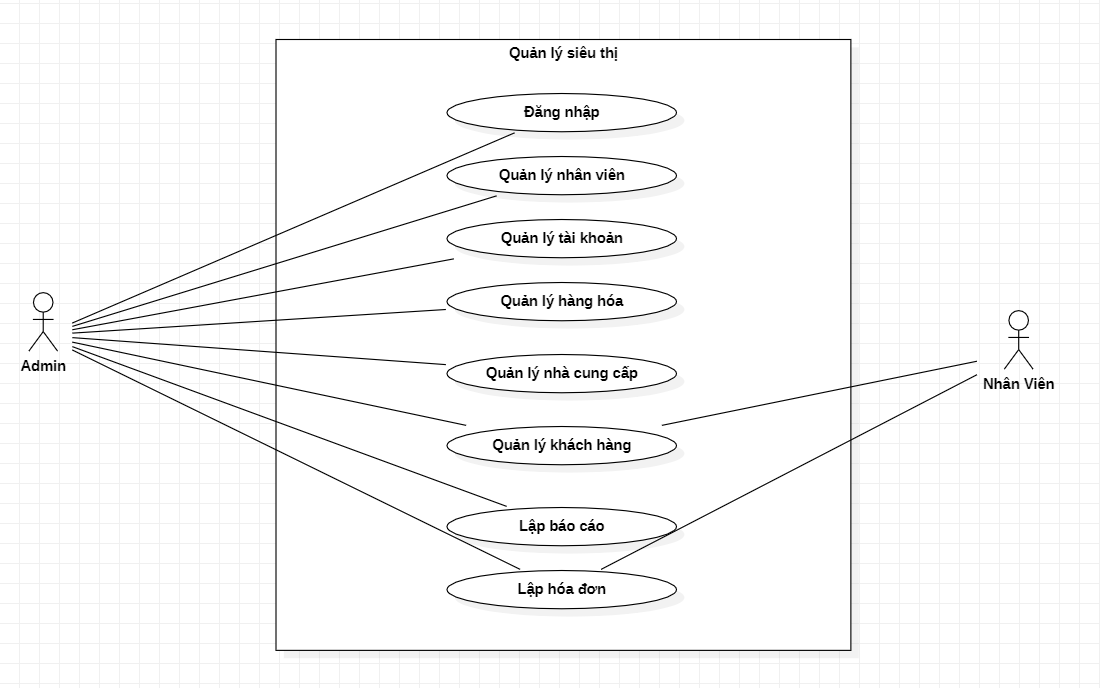 Quản lý siêu thị
Đăng nhập
Quản lý nhân viên
Quản lý tài khoản
Quản lý hàng hóa
Quản lý nhà cung cấp
Quản lý khách hàng
Lập báo cáo
Lập hóa đơn
Admin
Nhân Viên